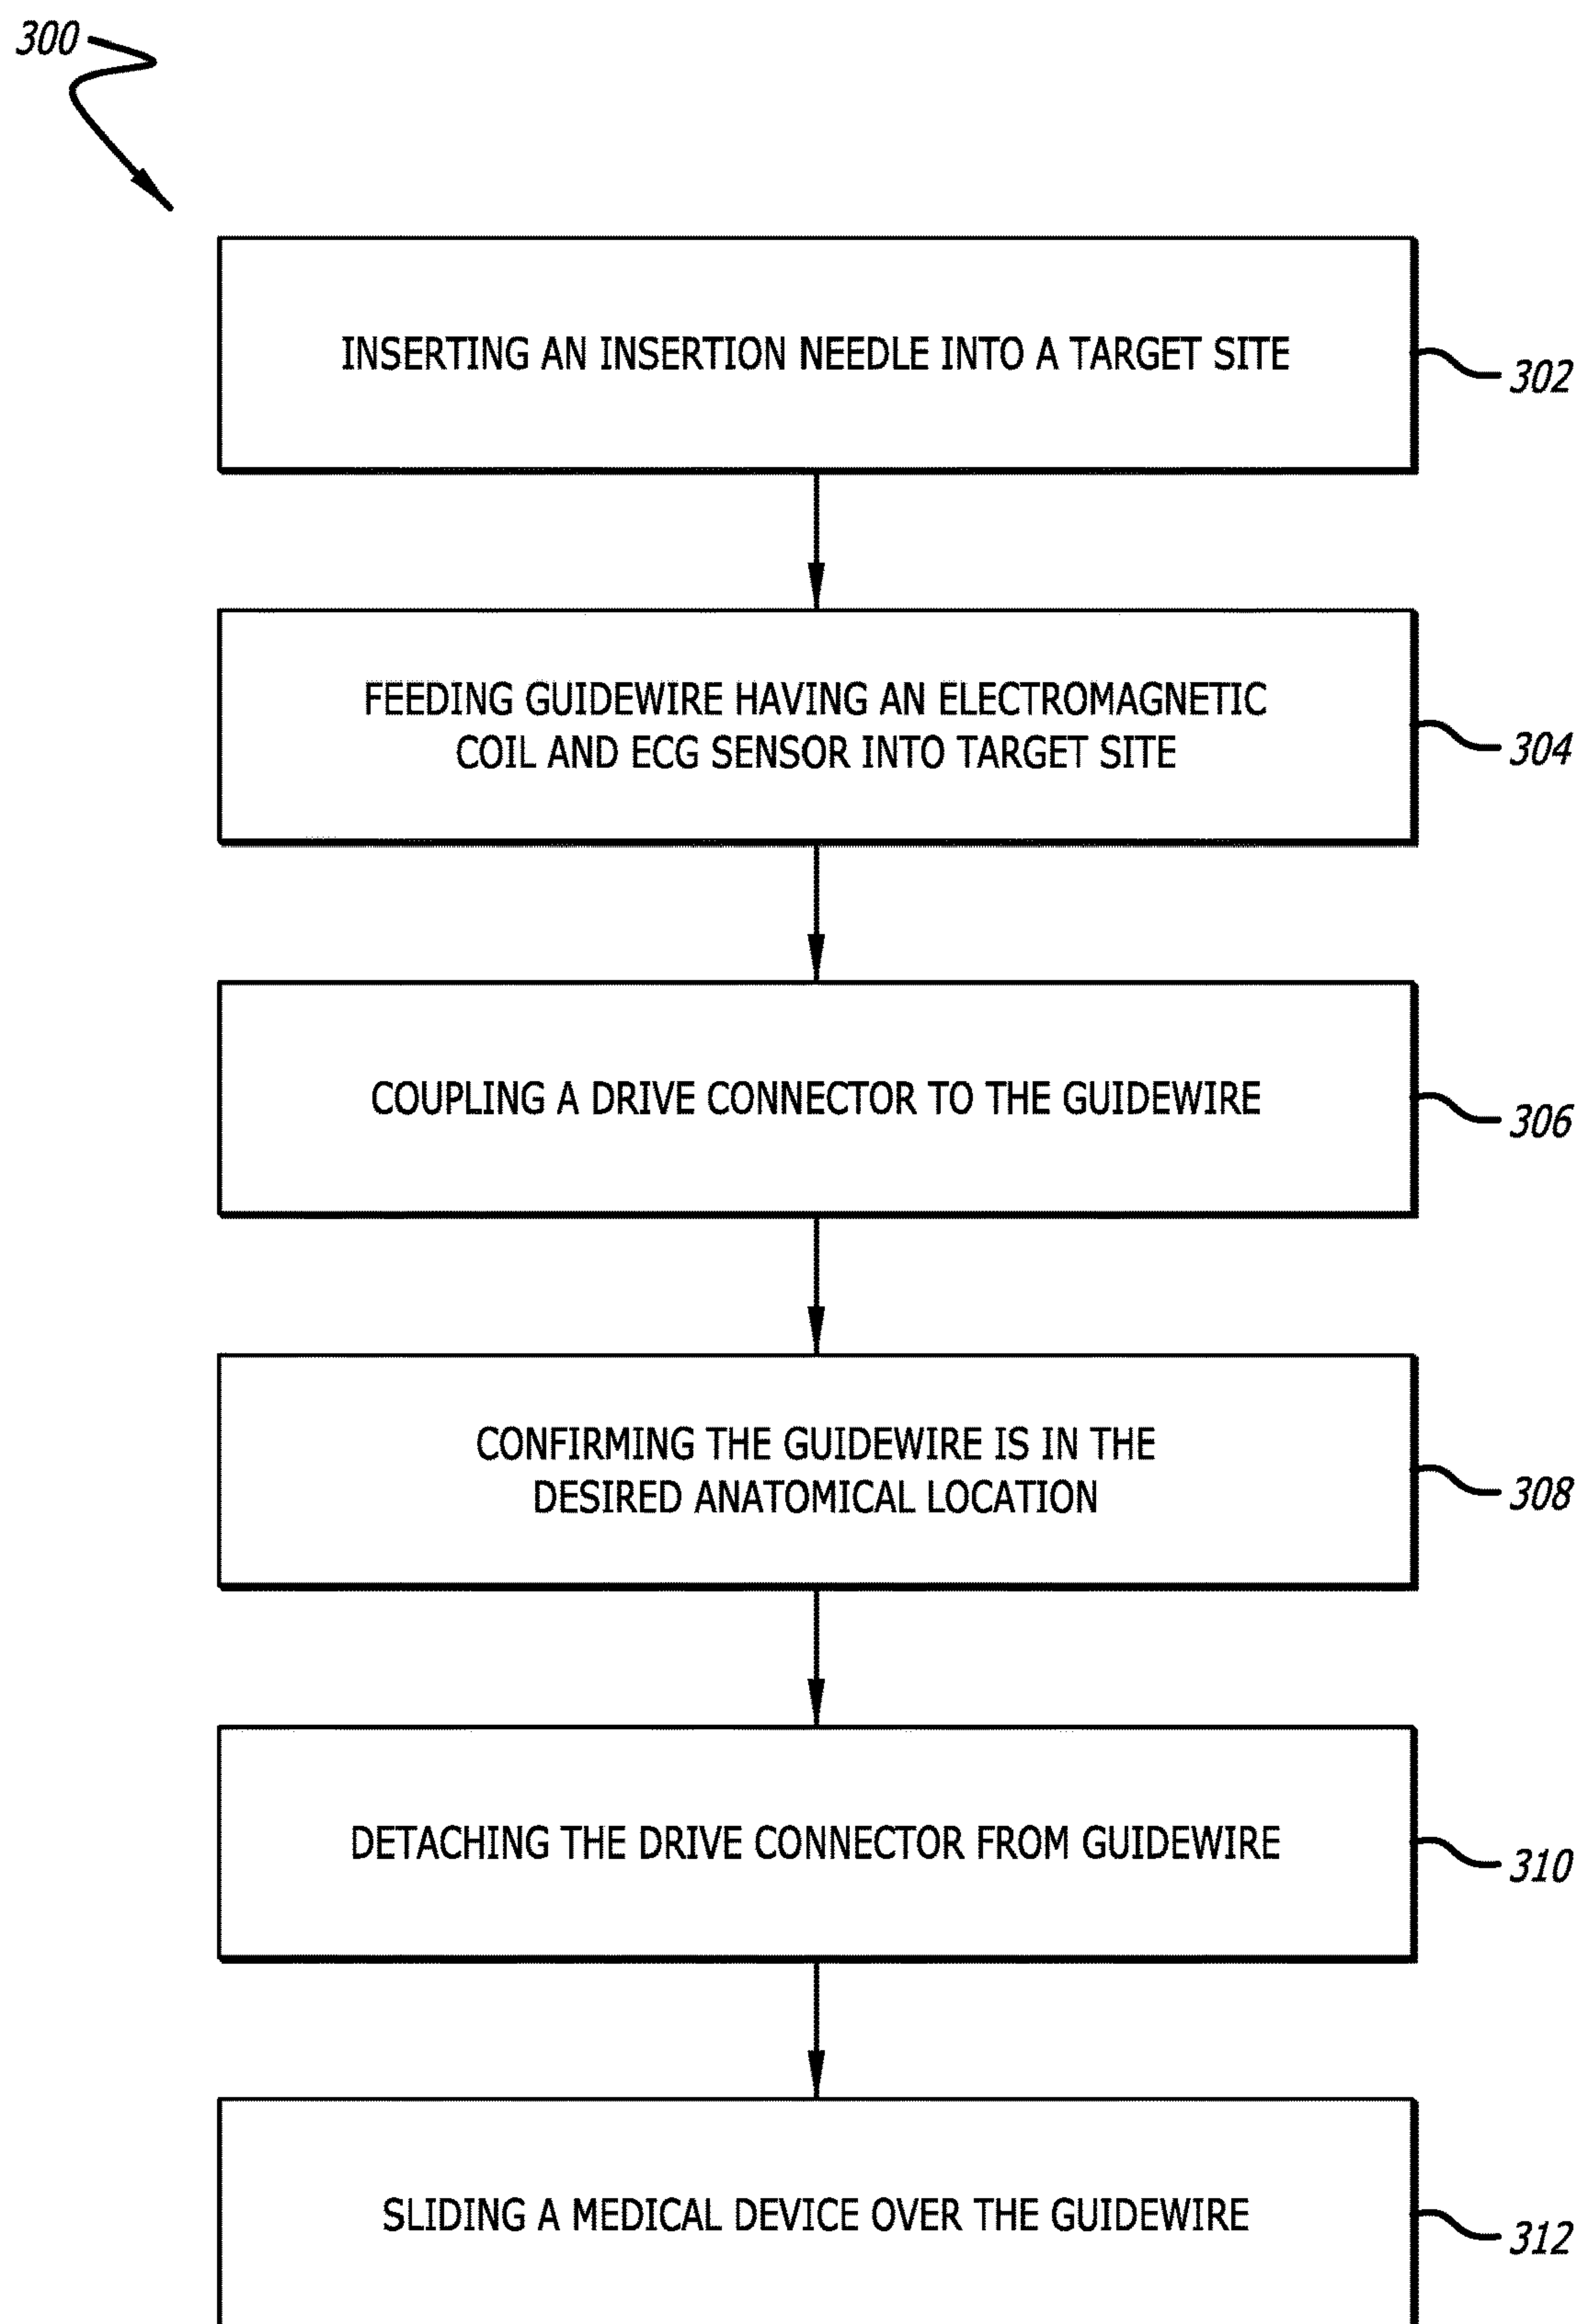 300
INSERTING AN INSERTION NEEDLE INTO A TARGET SITE
302
FEEDING GUIDEWIRE HAVING AN ELECTROMAGNETIC
COIL AND ECG SENSOR INTO TARGET SITE
304
COUPLING A DRIVE CONNECTOR TO THE GUIDEWIRE
306
CONFIRMING THE GUIDEWIRE IS IN THE
DESIRED ANATOMICAL LOCATION
308
DETACHING THE DRIVE CONNECTOR FROM GUIDEWIRE
310
SLIDING A MEDICAL DEVICE OVER THE GUIDEWIRE
312